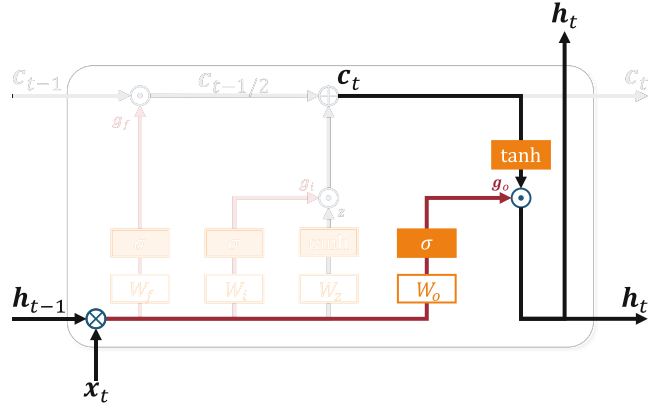 h_t
c_{t-1} c_{t-1/2} c_t c_t
g_f
tanh
g_i g_o
z
σ σ tanh σ
W_f W_i W_z W_o
h_{t-1} h_t
x_t